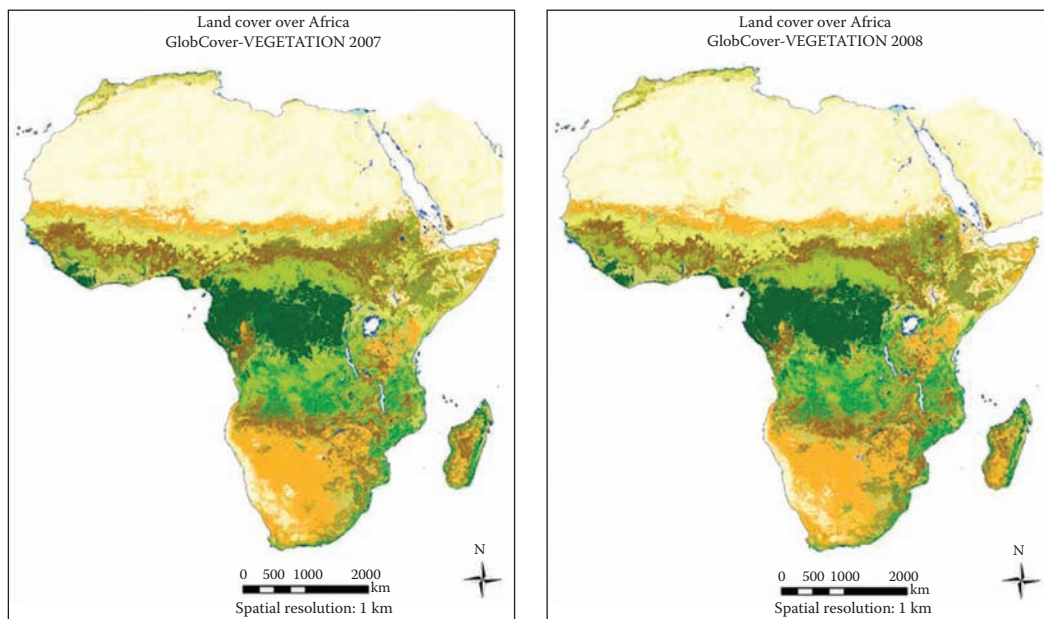 Land cover over Africa
GlobCover-VEGETATION 2007
N
0 500 1000 2000
km
Spatial resolution: 1 km
Land cover over Africa
GlobCover-VEGETATION 2008
N
0 500 1000 2000
km
Spatial resolution: 1 km